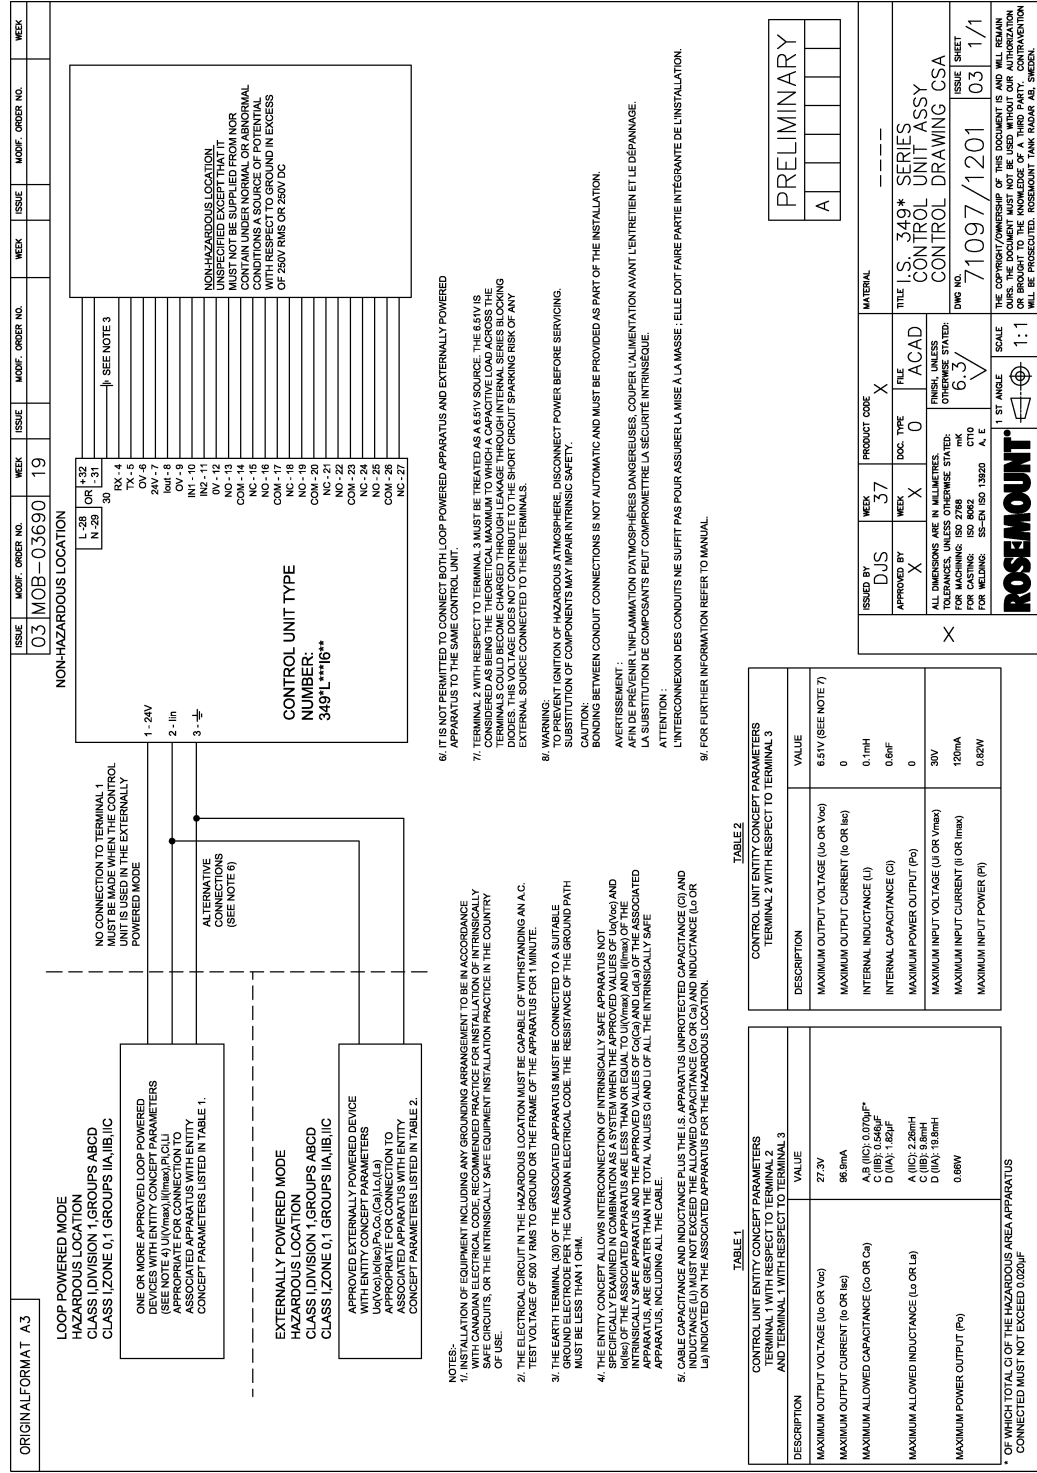 ORIGINALFORMAT A3
ISSUE MODIF. ORDER NO. WEEK ISSUE MODIF. ORDER NO. WEEK ISSUE MODIF. ORDER NO. WEEK
03 MOB-03690 19
LOOP POWERED MODE
HAZARDOUS LOCATION
CLASS I,DIVISION 1,GROUPS ABCD
CLASS I,ZONE 0,1 GROUPS IIA,IIB,IIC
ONE OR MORE APPROVED LOOP POWERED
DEVICES WITH ENTITY CONCEPT PARAMETERS
(SEE NOTE 4) Ui(Vmax),Ii(Imax),Pi,Ci,Li
APPROPRIATE FOR CONNECTION TO
ASSOCIATED APPARATUS WITH ENTITY
CONCEPT PARAMETERS LISTED IN TABLE 1.
EXTERNALLY POWERED MODE
HAZARDOUS LOCATION
CLASS I,DIVISION 1,GROUPS ABCD
CLASS I,ZONE 0,1 GROUPS IIA,IIB,IIC
APPROVED EXTERNALLY POWERED DEVICE
WITH ENTITY CONCEPT PARAMETERS
Uo(Voc),Io(Isc),Po,Co,(Ca),Lo,(La)
APPROPRIATE FOR CONNECTION TO
ASSOCIATED APPARATUS WITH ENTITY
CONCEPT PARAMETERS LISTED IN TABLE 2.
NO CONNECTION TO TERMINAL 1
MUST BE MADE WHEN THE CONTROL
UNIT IS USED IN THE EXTERNALLY
POWERED MODE
ALTERNATIVE
CONNECTIONS
(SEE NOTE 6)
NON-HAZARDOUS LOCATION
1 - 24V
2 - Iin
3 -
CONTROL UNIT TYPE
NUMBER:
349*L***I6**
L-28 OR +32
N -29 - 31
30
RX - 4
TX - 5
OV -6
24V - 7
Iout - 8
OV - 9
IN1 - 10
IN2 - 11
0V - 12
NO - 13
COM - 14
NC - 15
NO - 16
COM - 17
NC - 18
NO - 19
COM - 20
NC - 21
NO - 22
COM - 23
NC - 24
NO - 25
COM - 26
NC - 27
SEE NOTE 3
NON-HAZARDOUS LOCATION
UNSPECIFIED EXCEPT THAT IT
MUST NOT BE SUPPLIED FROM NOR
CONTAIN UNDER NORMAL OR ABNORMAL
CONDITIONS A SOURCE OF POTENTIAL
WITH RESPECT TO GROUND IN EXCESS
OF 250V RMS OR 250V DC
NOTES:-
1/. INSTALLATION OF EQUIPMENT INCLUDING ANY GROUNDING ARRANGEMENT TO BE IN ACCORDANCE
WITH CANADIAN ELECTRICAL CODE, RECOMMENDED PRACTICE FOR INSTALLATION OF INTRINSICALLY
SAFE CIRCUITS, OR THE INTRINSICALLY SAFE EQUIPMENT INSTALLATION PRACTICE IN THE COUNTRY
OF USE.
2/. THE ELECTRICAL CIRCUIT IN THE HAZARDOUS LOCATION MUST BE CAPABLE OF WITHSTANDING AN A.C.
TEST VOLTAGE OF 500 V RMS TO GROUND OR THE FRAME OF THE APPARATUS FOR 1 MINUTE.
3/. THE EARTH TERMINAL (30) OF THE ASSOCIATED APPARATUS MUST BE CONNECTED TO A SUITABLE
GROUND ELECTRODE PER THE CANADIAN ELECTRICAL CODE. THE RESISTANCE OF THE GROUND PATH
MUST BE LESS THAN 1 OHM.
4/. THE ENTITY CONCEPT ALLOWS INTERCONNECTION OF INTRINSICALLY SAFE APPARATUS NOT
SPECIFICALLY EXAMINED IN COMBINATION AS A SYSTEM WHEN THE APPROVED VALUES OF Uo(Voc) AND
Io(Isc) OF THE ASSOCIATED APPARATUS ARE LESS THAN OR EQUAL TO Ui(Vmax) AND Ii(Imax) OF THE
INTRINSICALLY SAFE APPARATUS AND THE APPROVED VALUES OF Co(Ca) AND Lo(La) OF THE ASSOCIATED
APPARATUS, ARE GREATER THAN THE TOTAL VALUES Ci AND Li OF ALL THE INTRINSICALLY SAFE
APPARATUS, INCLUDING ALL THE CABLE.
5/. CABLE CAPACITANCE AND INDUCTANCE PLUS THE I.S. APPARATUS UNPROTECTED CAPACITANCE (Ci) AND
INDUCTANCE (Li) MUST NOT EXCEED THE ALLOWED CAPACITANCE (Co OR Ca) AND INDUCTANCE (Lo OR
La) INDICATED ON THE ASSOCIATED APPARATUS FOR THE HAZARDOUS LOCATION.
6/. IT IS NOT PERMITTED TO CONNECT BOTH LOOP POWERED APPARATUS AND EXTERNALLY POWERED
APPARATUS TO THE SAME CONTROL UNIT.
7/. TERMINAL 2 WITH RESPECT TO TERMINAL 3 MUST BE TREATED AS A 6.51V SOURCE. THE 6.51V IS
CONSIDERED AS BEING THE THEORETICAL MAXIMUM TO WHICH A CAPACITIVE LOAD ACROSS THE
TERMINALS COULD BECOME CHARGED THROUGH LEAKAGE THROUGH INTERNAL SERIES BLOCKING
DIODES. THIS VOLTAGE DOES NOT CONTRIBUTE TO THE SHORT CIRCUIT SPARKING RISK OF ANY
EXTERNAL SOURCE CONNECTED TO THESE TERMINALS.
8/. WARNING:
TO PREVENT IGNITION OF HAZARDOUS ATMOSPHERE, DISCONNECT POWER BEFORE SERVICING.
SUBSTITUTION OF COMPONENTS MAY IMPAIR INTRINSIC SAFETY.
CAUTION:
BONDING BETWEEN CONDUIT CONNECTIONS IS NOT AUTOMATIC AND MUST BE PROVIDED AS PART OF THE INSTALLATION.
AVERTISSEMENT :
AFIN DE PRÉVENIR L'INFLAMMATION D'ATMOSPHÈRES DANGEREUSES, COUPER L'ALIMENTATION AVANT L'ENTRETIEN ET LE DÉPANNAGE.
LA SUBSTITUTION DE COMPOSANTS PEUT COMPROMETTRE LA SÉCURITÉ INTRINSÈQUE.
ATTENTION :
L'INTERCONNEXION DES CONDUITS NE SUFFIT PAS POUR ASSURER LA MISE À LA MASSE ; ELLE DOIT FAIRE PARTIE INTÉGRANTE DE L'INSTALLATION.
9/. FOR FURTHER INFORMATION REFER TO MANUAL.
TABLE 1
CONTROL UNIT ENTITY CONCEPT PARAMETERS
TERMINAL 1 WITH RESPECT TO TERMINAL 2
AND TERMINAL 1 WITH RESPECT TO TERMINAL 3
DESCRIPTION VALUE
MAXIMUM OUTPUT VOLTAGE (Uo OR Voc) 27.3V
MAXIMUM OUTPUT CURRENT (Io OR Isc) 96.9mA
MAXIMUM ALLOWED CAPACITANCE (Co OR Ca) A,B (IIC): 0.070µF*
C (IIB): 0.546µF
D (IIA): 1.82µF
MAXIMUM ALLOWED INDUCTANCE (Lo OR La) A (IIC): 2.26mH
C (IIB): 9.8mH
D (IIA): 19.8mH
MAXIMUM POWER OUTPUT (Po) 0.66W
* OF WHICH TOTAL Ci OF THE HAZARDOUS AREA APPARATUS
CONNECTED MUST NOT EXCEED 0.020µF
TABLE 2
CONTROL UNIT ENTITY CONCEPT PARAMETERS
TERMINAL 2 WITH RESPECT TO TERMINAL 3
DESCRIPTION VALUE
MAXIMUM OUTPUT VOLTAGE (Uo OR Voc) 6.51V (SEE NOTE 7)
MAXIMUM OUTPUT CURRENT (Io OR Isc) 0
INTERNAL INDUCTANCE (Li) 0.1mH
INTERNAL CAPACITANCE (Ci) 0.6nF
MAXIMUM POWER OUTPUT (Po) 0
MAXIMUM INPUT VOLTAGE (Ui OR Vmax) 30V
MAXIMUM INPUT CURRENT (Ii OR Imax) 120mA
MAXIMUM INPUT POWER (Pi) 0.82W
PRELIMINARY
A
X
ISSUED BY WEEK PRODUCT CODE MATERIAL
DJS 37 X ----
APPROVED BY WEEK DOC. TYPE FILE
X X 0 ACAD
TITLE I.S. 349* SERIES
CONTROL UNIT ASSY
CONTROL DRAWING CSA
ALL DIMENSIONS ARE IN MILLIMETRES.
TOLERANCES, UNLESS OTHERWISE STATED:
FOR MACHINING: ISO 2768 mK
FOR CASTING: ISO 8062 CT10
FOR WELDING: SS-EN ISO 13920 A, E
FINISH, UNLESS
OTHERWISE STATED:
6.3
DWG NO. ISSUE SHEET
71097/1201 03 1/1
ROSEMOUNT
1 ST ANGLE SCALE
1:1
THE COPYRIGHT/OWNERSHIP OF THIS DOCUMENT IS AND WILL REMAIN
OURS. THE DOCUMENT MUST NOT BE USED WITHOUT OUR AUTHORIZATION
OR BROUGHT TO THE KNOWLEDGE OF A THIRD PARTY. CONTRAVENTION
WILL BE PROSECUTED. ROSEMOUNT TANK RADAR AB, SWEDEN.